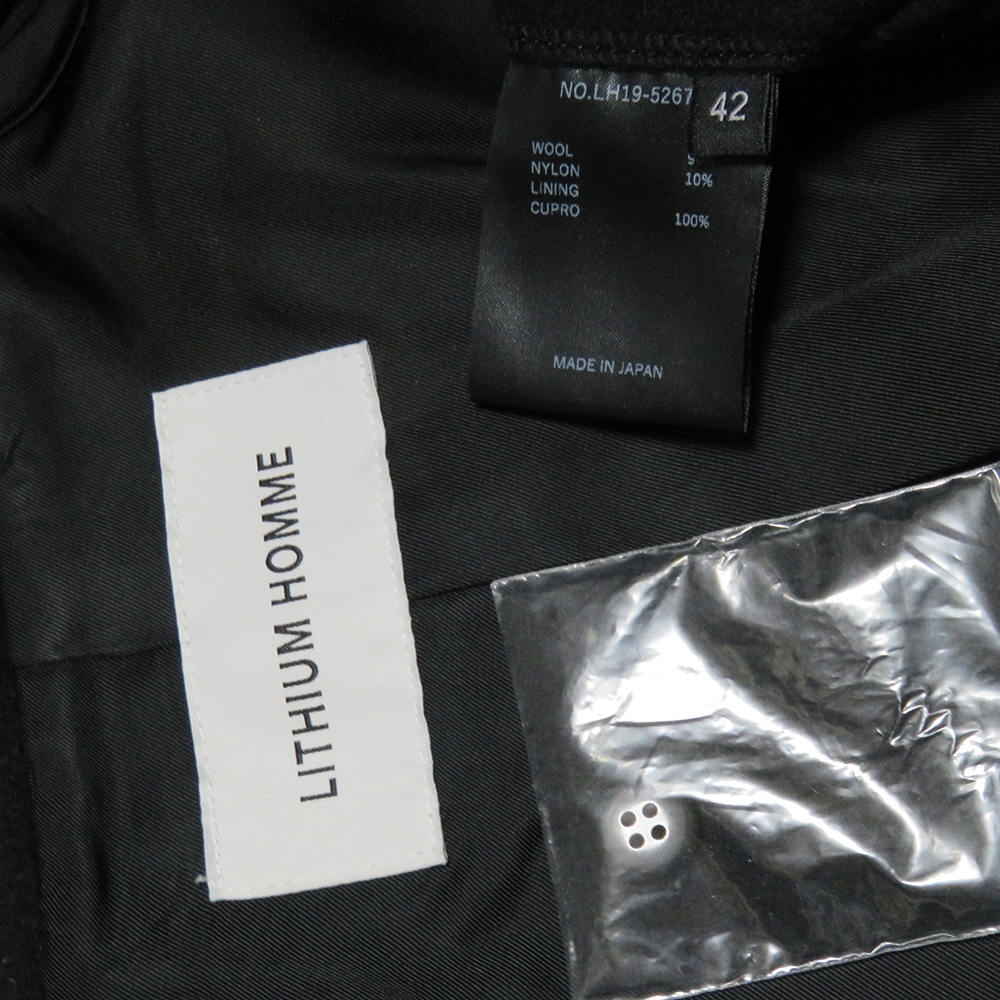 NO.LH19-5267
42
WOOL
NYLON 10%
LINING
CUPRO 100%
MADE IN JAPAN
LITHIUM HOMME